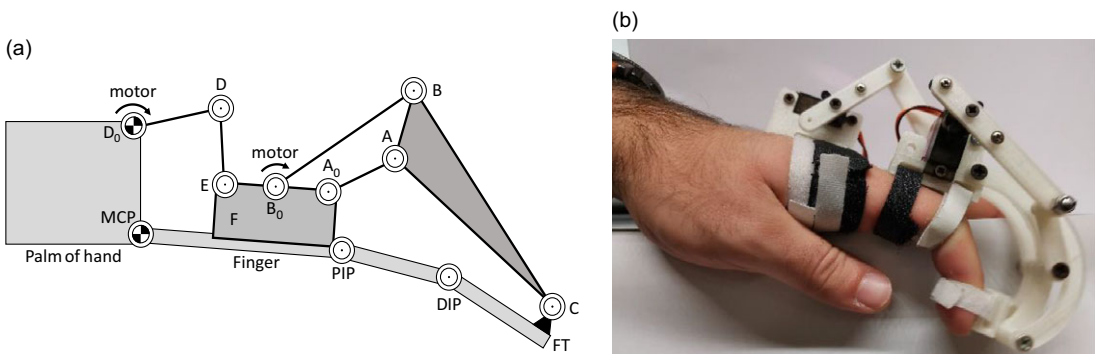 (a)
(b)
motor
D
B
D₀
A
motor
A₀
E
B₀
F
MCP
Palm of hand
Finger
PIP
DIP
C
FT